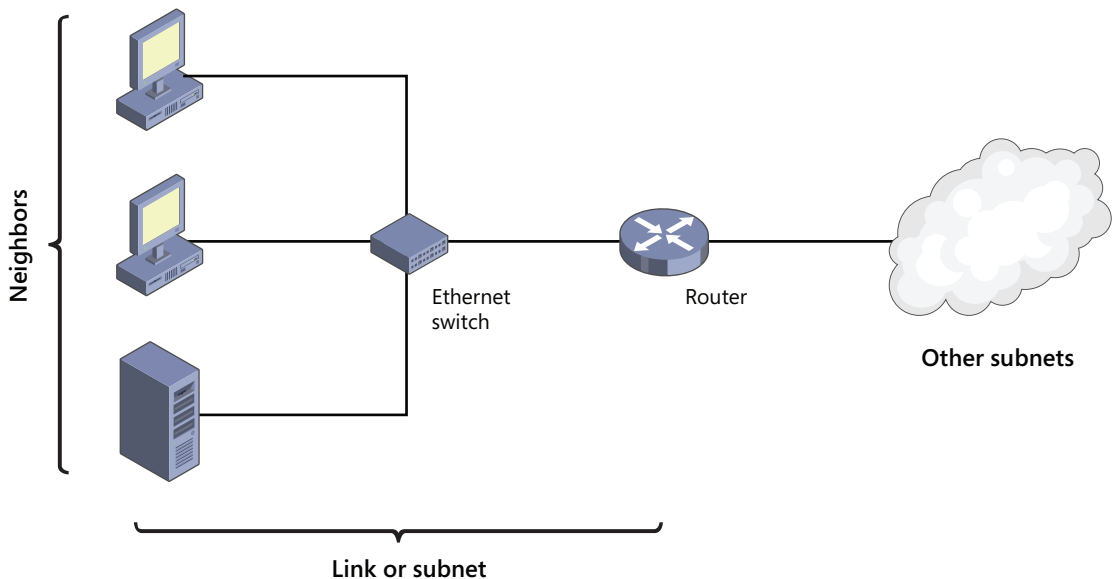 Neighbors
Ethernet
switch
Router
Other subnets
Link or subnet